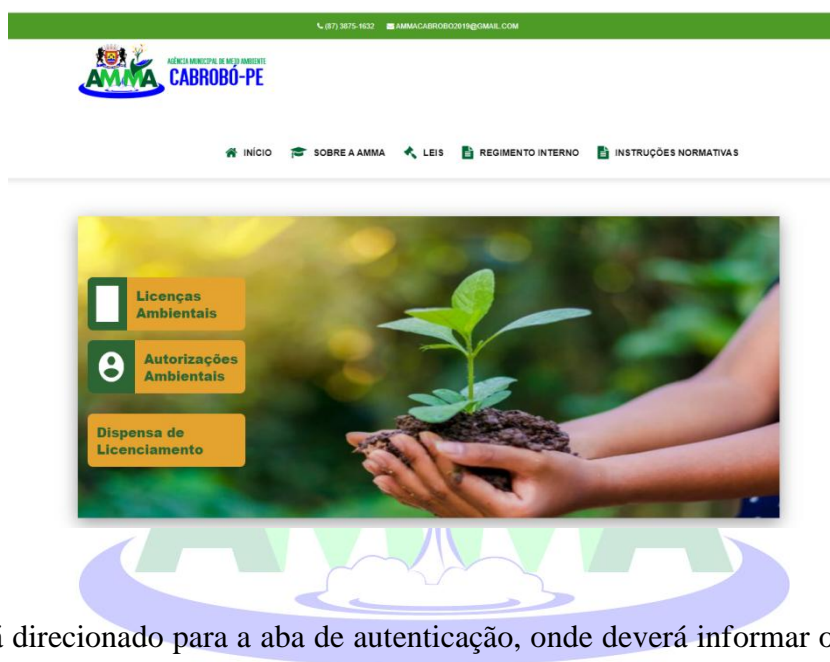 (87) 3875-1632 AMMACABROBO2019@GMAIL.COM
AMMA
AGÊNCIA MUNICIPAL DE MEIO AMBIENTE
CABROBÓ-PE
INÍCIO SOBRE A AMMA LEIS REGIMENTO INTERNO INSTRUÇÕES NORMATIVAS
Licenças
Ambientais
Autorizações
Ambientais
Dispensa de
Licenciamento
AMMA
direcionado para a aba de autenticação, onde deverá informar o